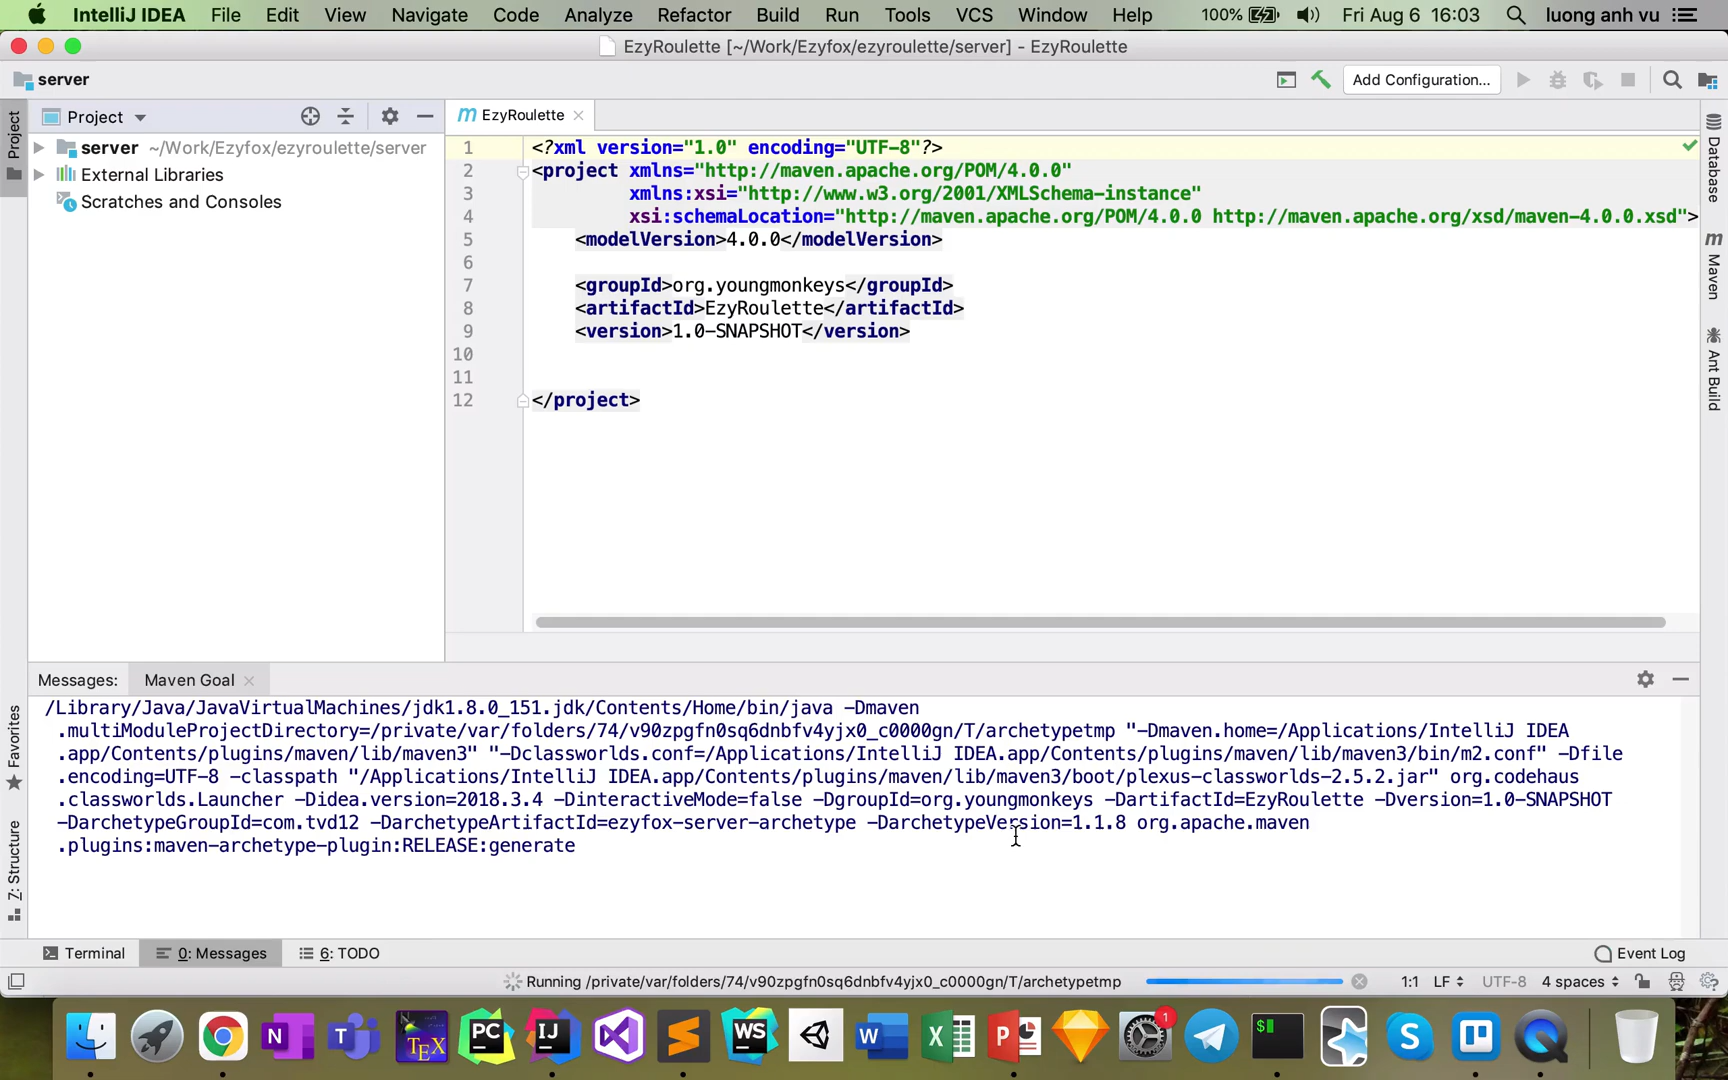 IntelliJ IDEA File Edit View Navigate Code Analyze Refactor Build Run Tools VCS Window Help 100% Fri Aug 6 16:03 luong anh vu
EzyRoulette [~/Work/Ezyfox/ezyroulette/server] - EzyRoulette
server
Add Configuration...
Project
m EzyRoulette
server ~/Work/Ezyfox/ezyroulette/server
External Libraries
Scratches and Consoles
1 <?xml version="1.0" encoding="UTF-8"?>
2 <project xmlns="http://maven.apache.org/POM/4.0.0"
3 xmlns:xsi="http://www.w3.org/2001/XMLSchema-instance"
4 xsi:schemaLocation="http://maven.apache.org/POM/4.0.0 http://maven.apache.org/xsd/maven-4.0.0.xsd">
5 <modelVersion>4.0.0</modelVersion>
6
7 <groupId>org.youngmonkeys</groupId>
8 <artifactId>EzyRoulette</artifactId>
9 <version>1.0-SNAPSHOT</version>
10
11
12 </project>
Project
Favorites
Z: Structure
Database
m Maven
Ant Build
Messages: Maven Goal
/Library/Java/JavaVirtualMachines/jdk1.8.0_151.jdk/Contents/Home/bin/java -Dmaven
.multiModuleProjectDirectory=/private/var/folders/74/v90zpgfn0sq6dnbfv4yjx0_c0000gn/T/archetypetmp "-Dmaven.home=/Applications/IntelliJ IDEA
.app/Contents/plugins/maven/lib/maven3" "-Dclassworlds.conf=/Applications/IntelliJ IDEA.app/Contents/plugins/maven/lib/maven3/bin/m2.conf" -Dfile
.encoding=UTF-8 -classpath "/Applications/IntelliJ IDEA.app/Contents/plugins/maven/lib/maven3/boot/plexus-classworlds-2.5.2.jar" org.codehaus
.classworlds.Launcher -Didea.version=2018.3.4 -DinteractiveMode=false -DgroupId=org.youngmonkeys -DartifactId=EzyRoulette -Dversion=1.0-SNAPSHOT
-DarchetypeGroupId=com.tvd12 -DarchetypeArtifactId=ezyfox-server-archetype -DarchetypeVersion=1.1.8 org.apache.maven
.plugins:maven-archetype-plugin:RELEASE:generate
Terminal 0: Messages 6: TODO Event Log
Running /private/var/folders/74/v90zpgfn0sq6dnbfv4yjx0_c0000gn/T/archetypetmp 1:1 LF UTF-8 4 spaces
N T TEX PC IJ WS W X P 1 $ S